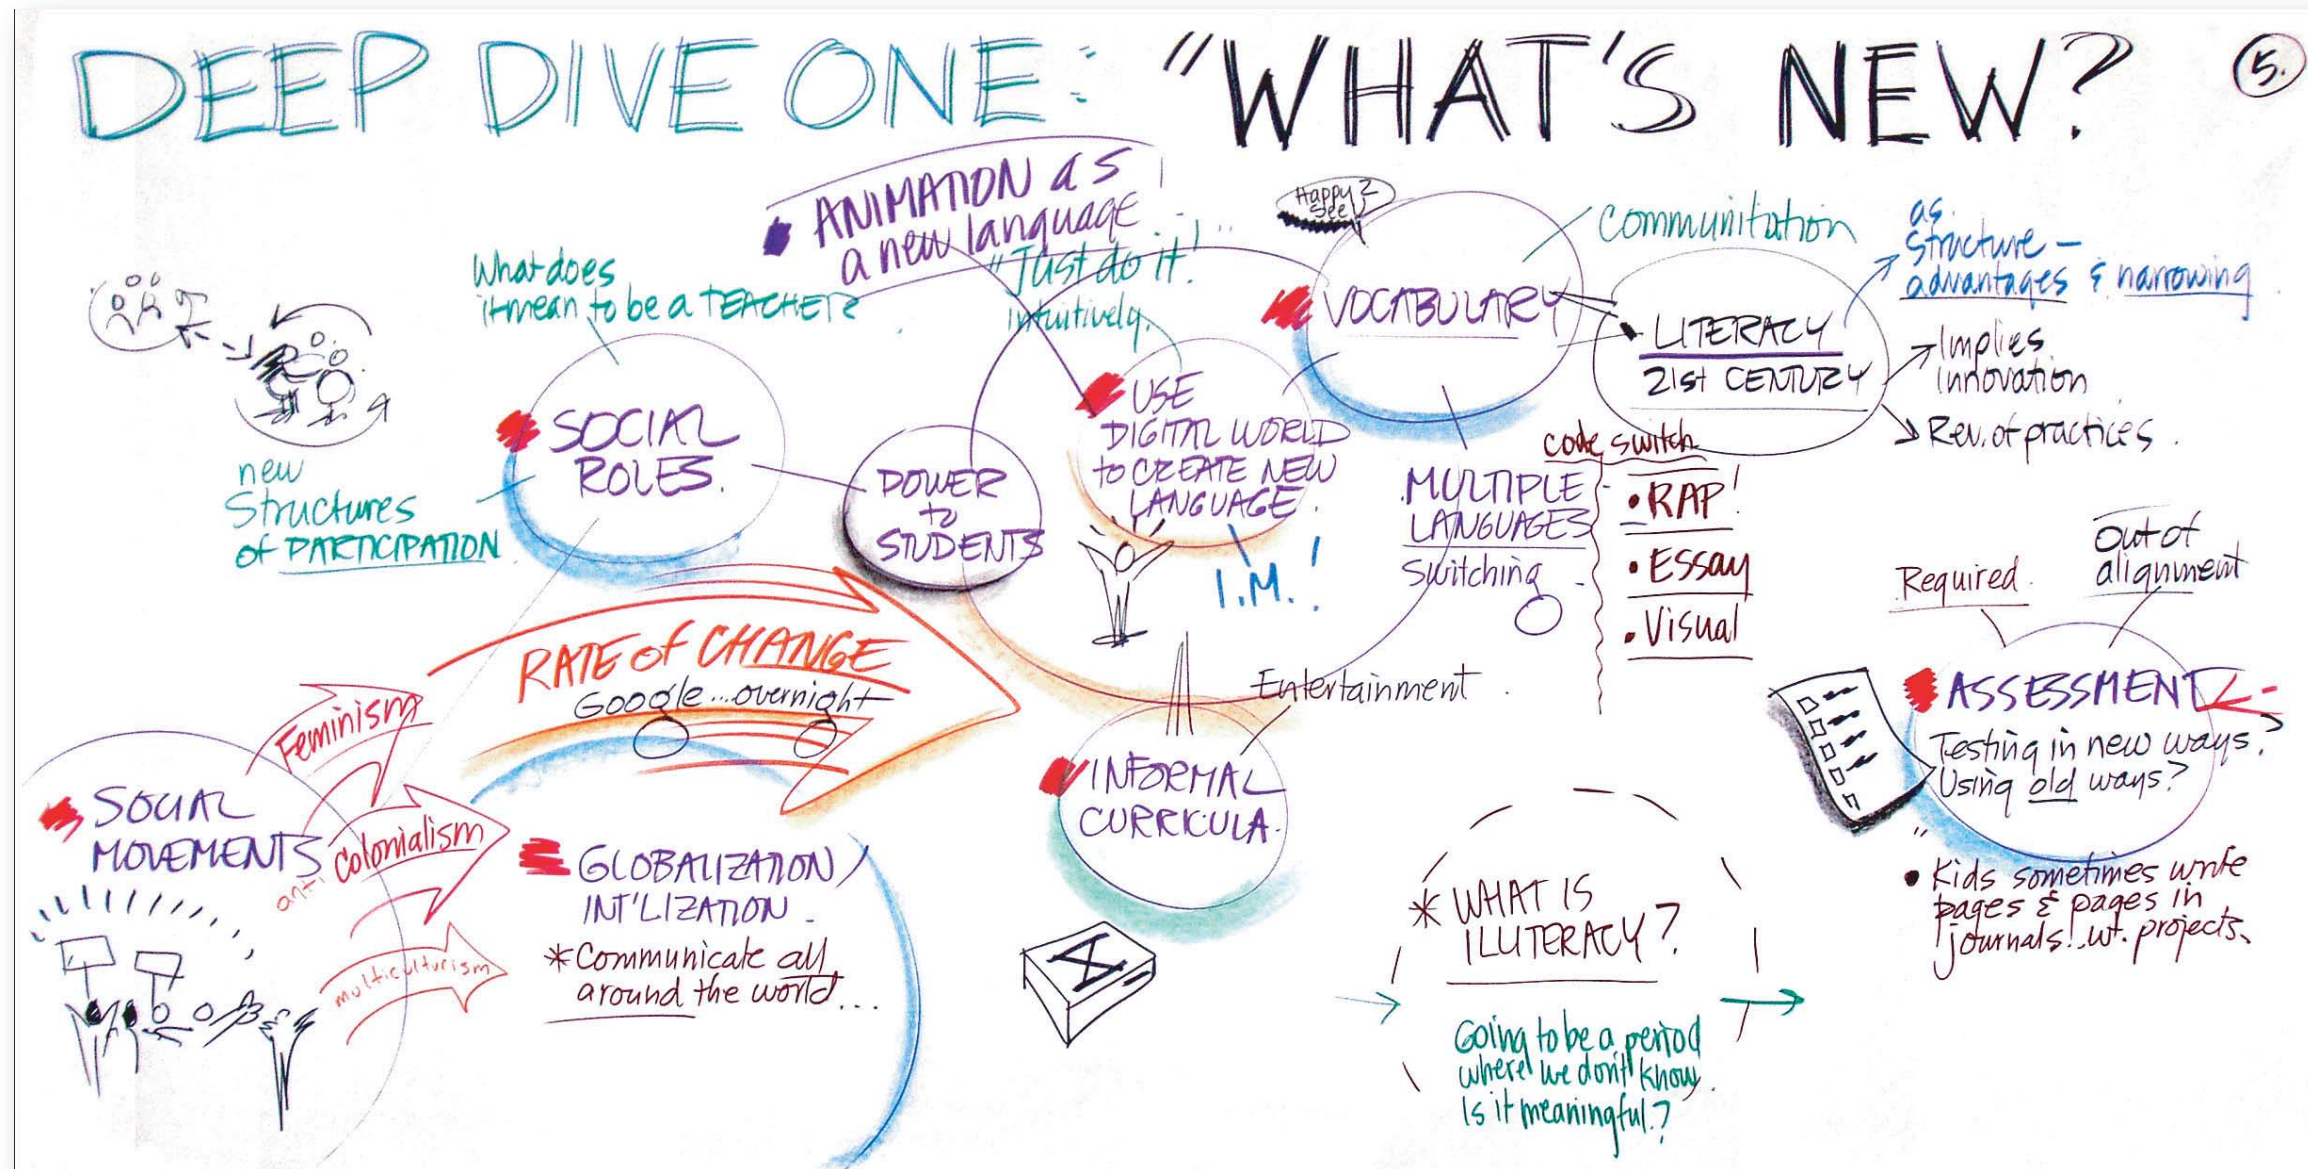 DEEP DIVE ONE: "WHAT'S NEW?
5.
ANIMATION as
a new language
"Just do it!
intuitively.
What does
it mean to be a TEACHER?
SOCIAL
ROLES.
new
Structures
of PARTICIPATION
POWER
to
STUDENTS
USE
DIGITAL WORLD
to CREATE NEW
LANGUAGE.
I.M.!
Happy 2
see U
VOCABULARY
communitation
LITERACY
21st CENTURY
as
structure —
advantages & narrowing
Implies
innovation
Rev. of practices.
MULTIPLE
LANGUAGES
Switching
code switch
• RAP!
• ESSAY
• Visual
RATE of CHANGE
Google...overnight
Feminism
anti Colonialism
multiculturism
SOCIAL
MOVEMENTS
GLOBALIZATION/
INT'LIZATION
*Communicate all
around the world...
Entertainment
INFORMAL
CURRICULA.
* WHAT IS
ILLITERACY?
Going to be a period
where we don't know.
Is it meaningful?
Required.
Out of
alignment
ASSESSMENT
Testing in new ways?
Using old ways?
• Kids sometimes write
pages & pages in
journals!..wt. projects.